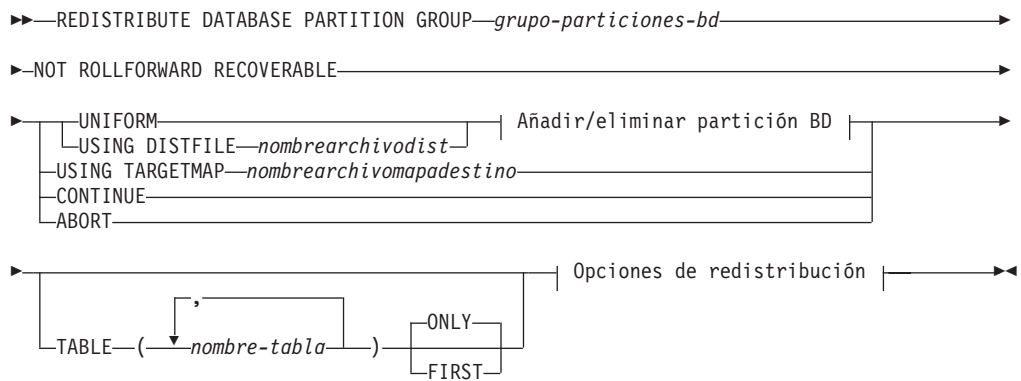 REDISTRIBUTE DATABASE PARTITION GROUP grupo-particiones-bd
NOT ROLLFORWARD RECOVERABLE
UNIFORM Añadir/eliminar partición BD
USING DISTFILE nombrearchivodist
USING TARGETMAP nombrearchivomapadestino
CONTINUE
ABORT
Opciones de redistribución
,
ONLY
TABLE ( nombre-tabla )
FIRST